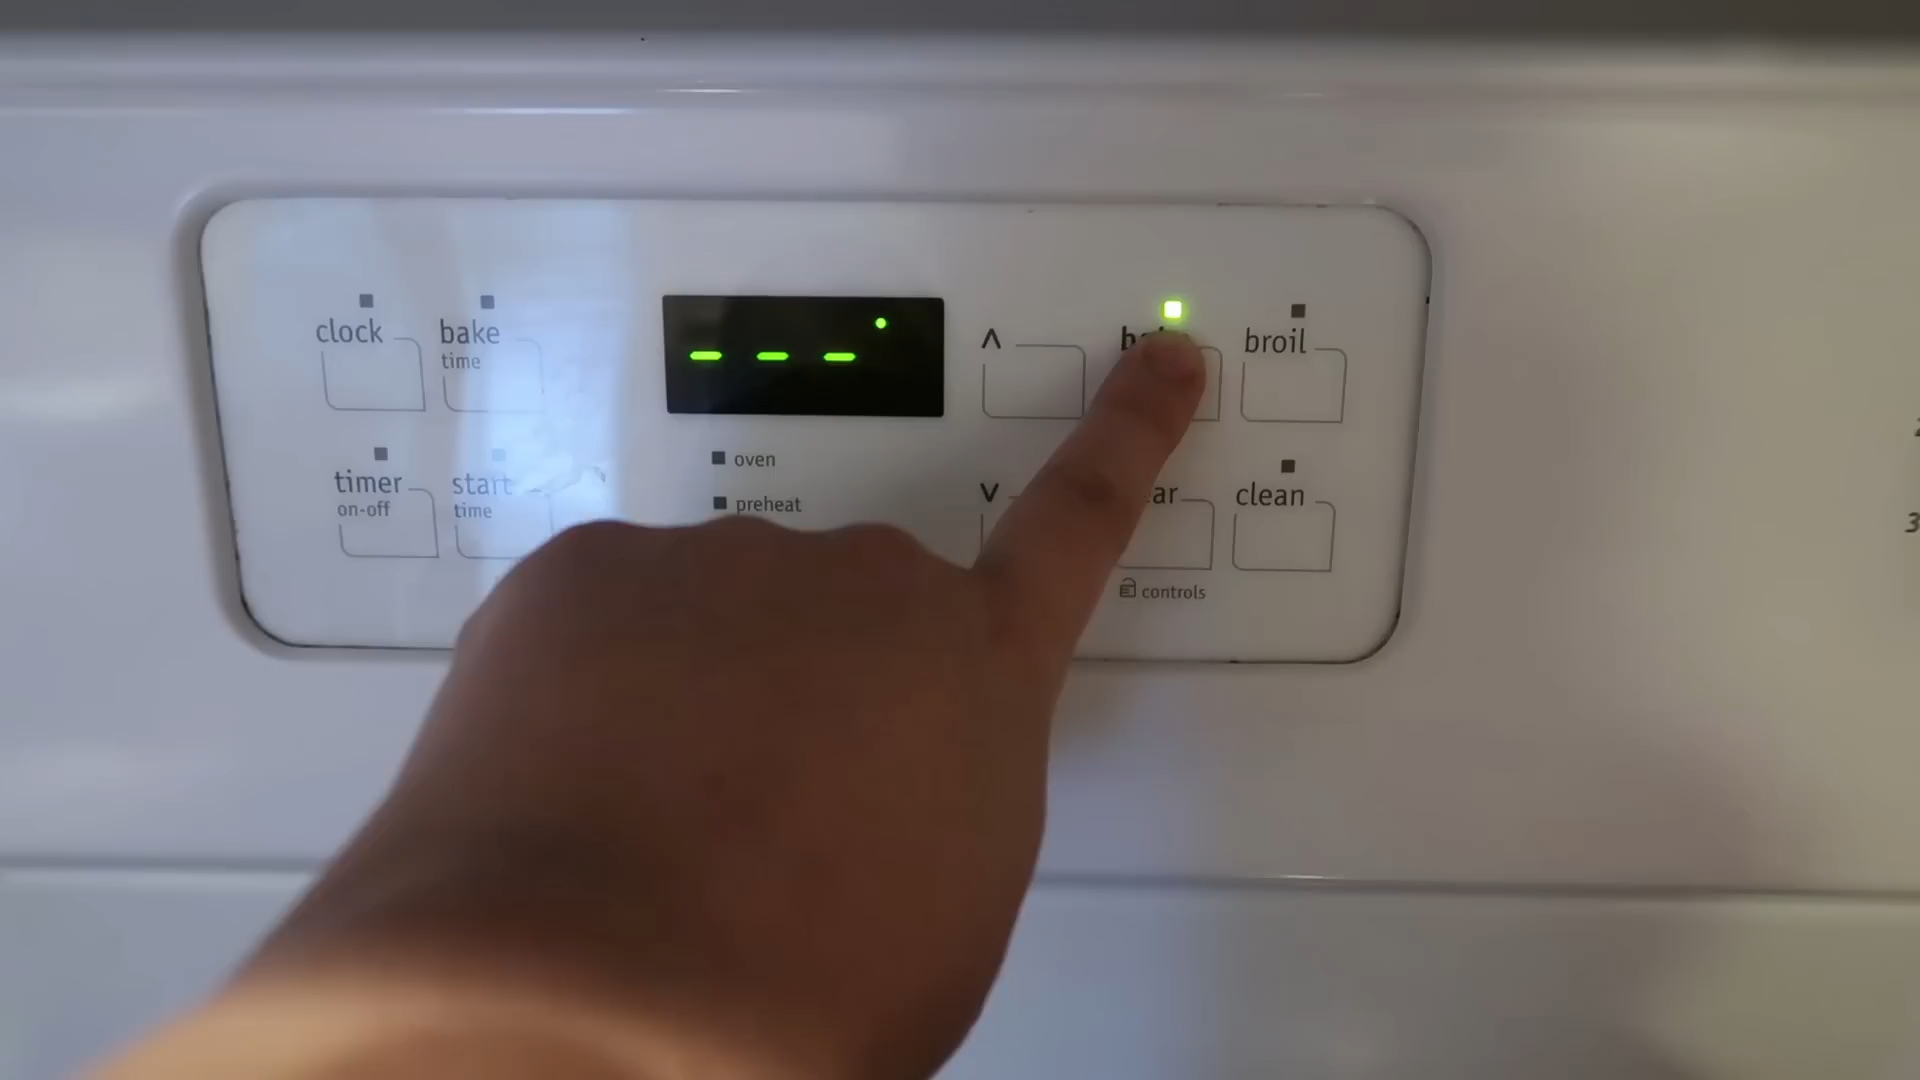 clock
bake
time
timer
on-off
start
time
- - - °
oven
preheat
^
v
broil
clean
controls